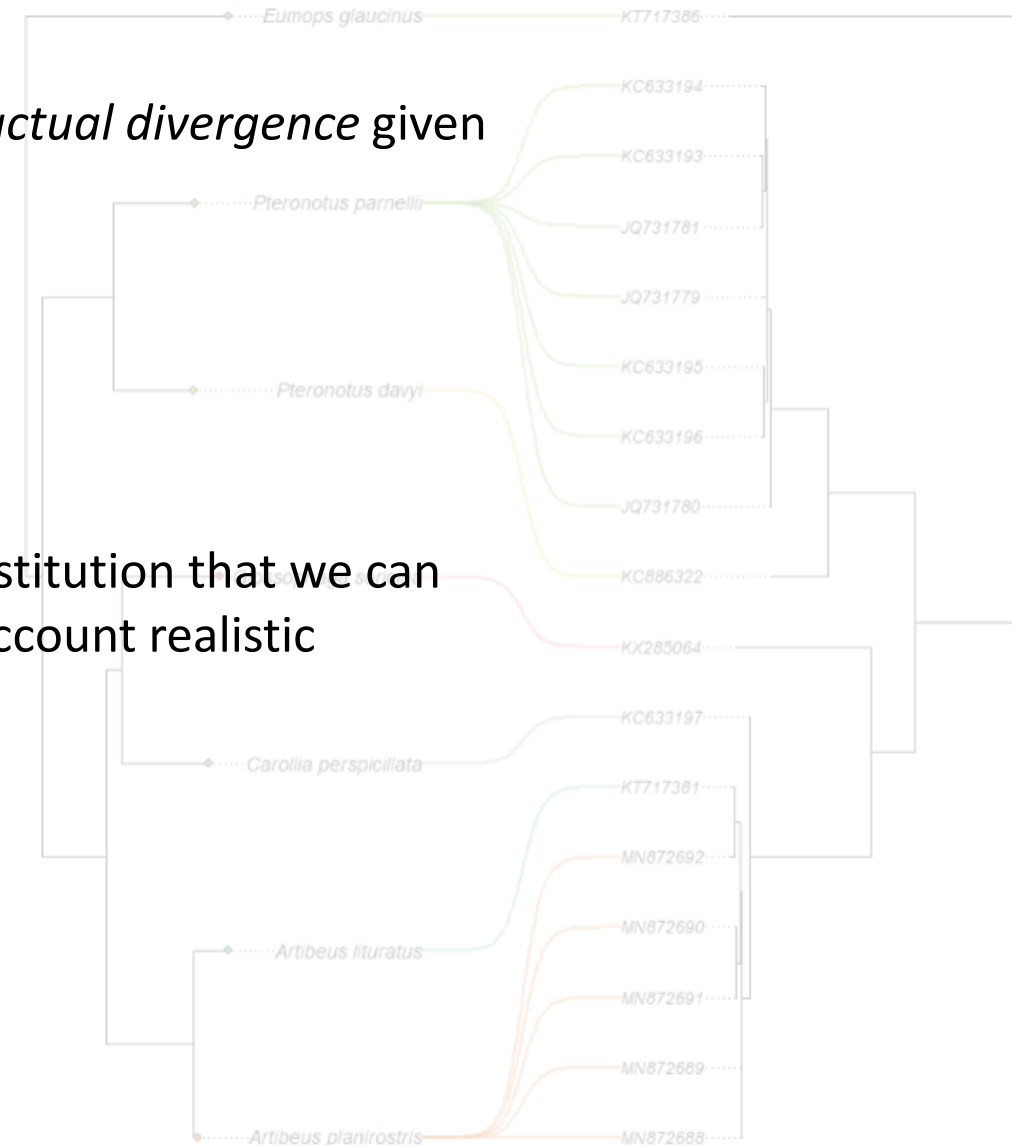 Eumops glaucinus KT717386
KC633194
actual divergence given
KC633193
Pteronotus parnellii
JQ731781
JQ731779
KC633195
Pteronotus davyi
KC633196
JQ731780
stitution that we can
KC886322
ccount realistic
KX285064
KC633197
Carollia perspicillata
KT717381
MN872692
MN872690
Artibeus lituratus
MN872691
MN872689
Artibeus planirostris MN872688